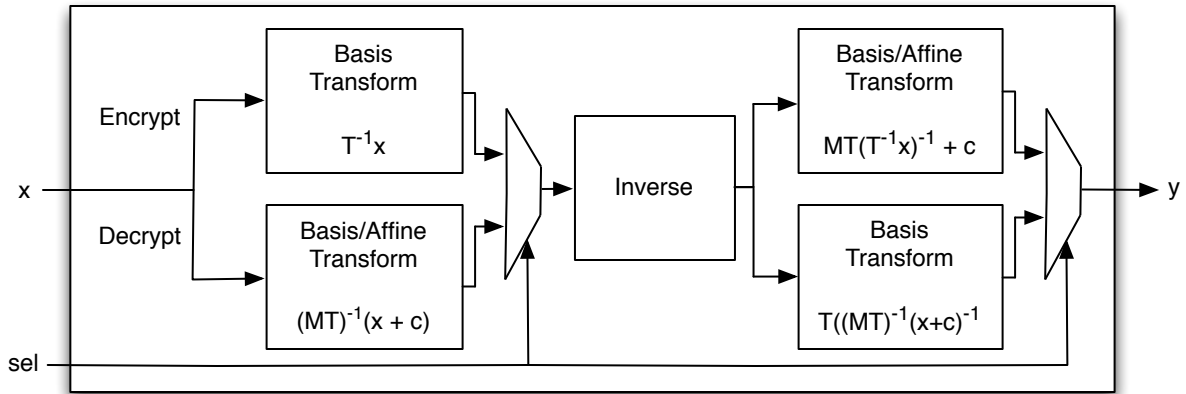 Basis
Transform
T⁻¹x
Encrypt
x
Decrypt
Basis/Affine
Transform
(MT)⁻¹(x + c)
sel
Inverse
Basis/Affine
Transform
MT(T⁻¹x)⁻¹ + c
Basis
Transform
T((MT)⁻¹(x+c)⁻¹
y